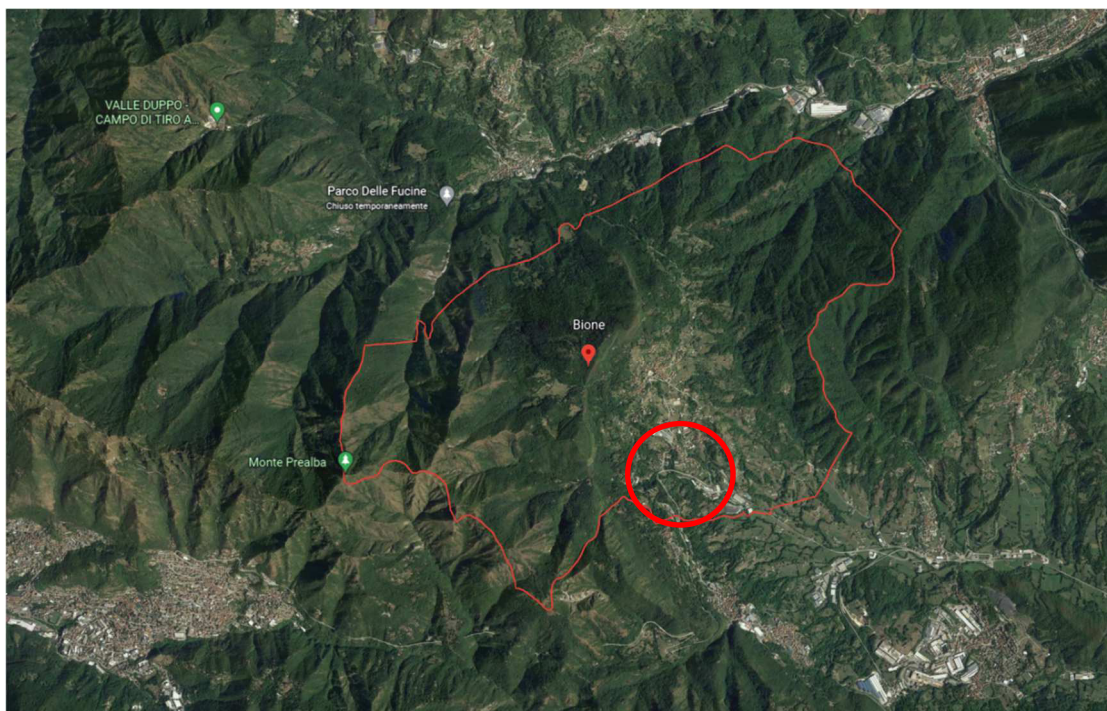 VALLE DUPPO -
CAMPO DI TIRO A...
Parco Delle Fucine
Chiuso temporaneamente
Bione
Monte Prealba